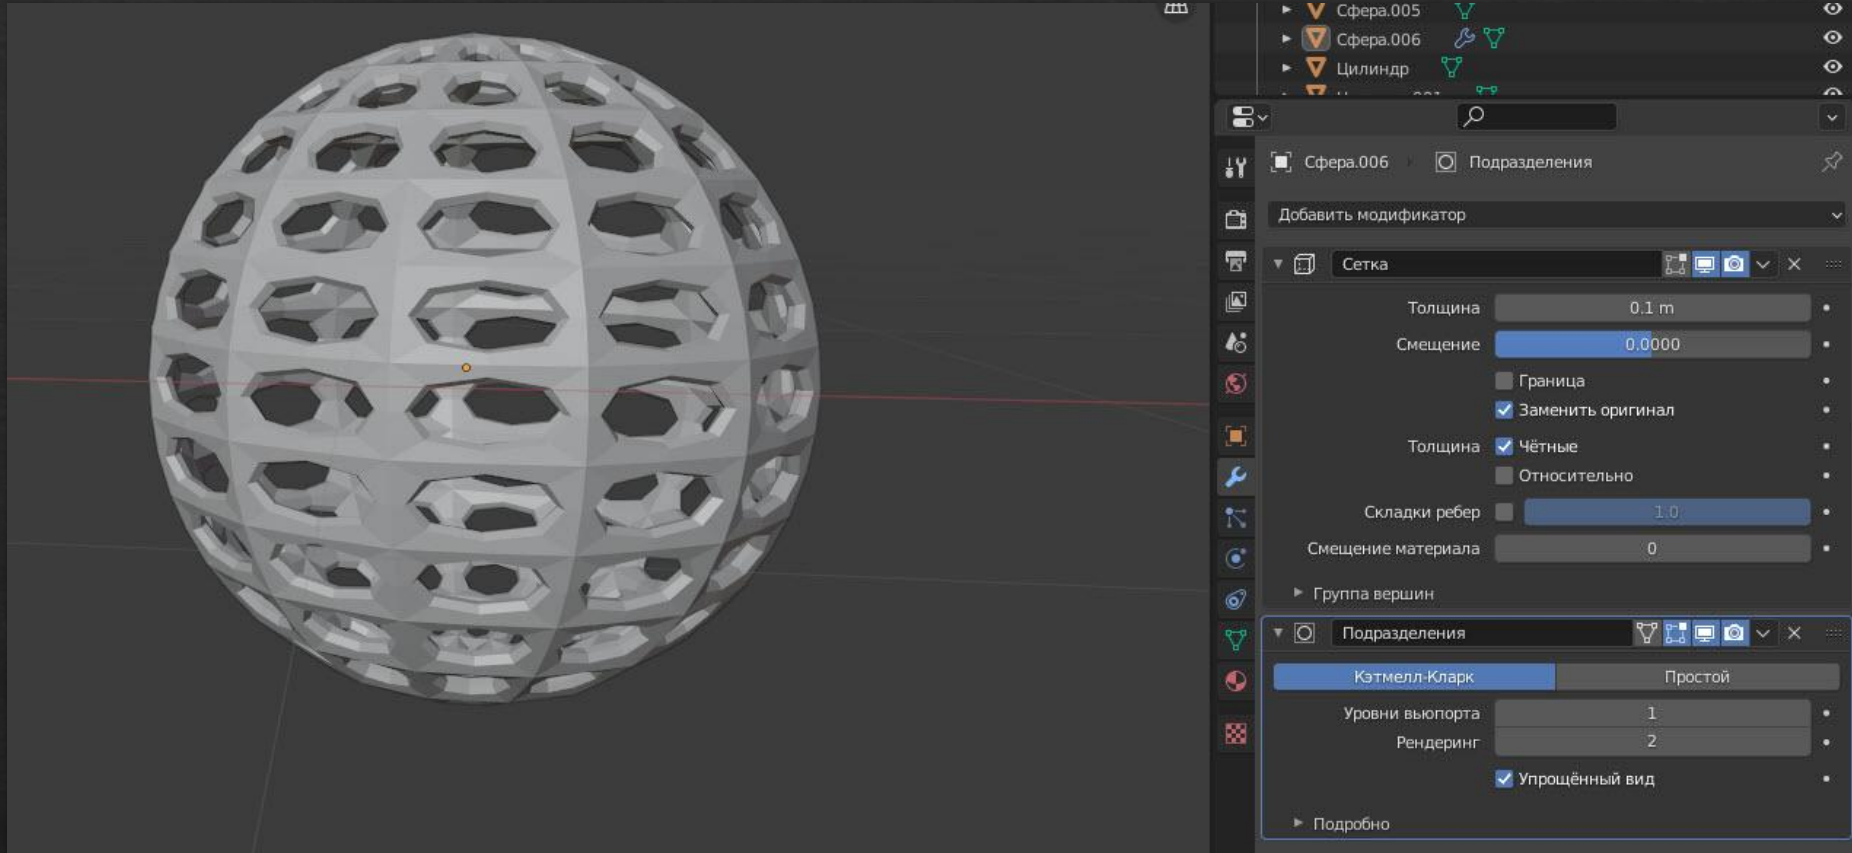 Сфера.005
Сфера.006
Цилиндр
Сфера.006 Подразделения
Добавить модификатор
Сетка
Толщина 0.1 m
Смещение 0.0000
Граница
Заменить оригинал
Толщина Чётные
Относительно
Складки ребер 1.0
Смещение материала 0
Группа вершин
Подразделения
Кэтмелл-Кларк Простой
Уровни вьюпорта 1
Рендеринг 2
Упрощённый вид
Подробно